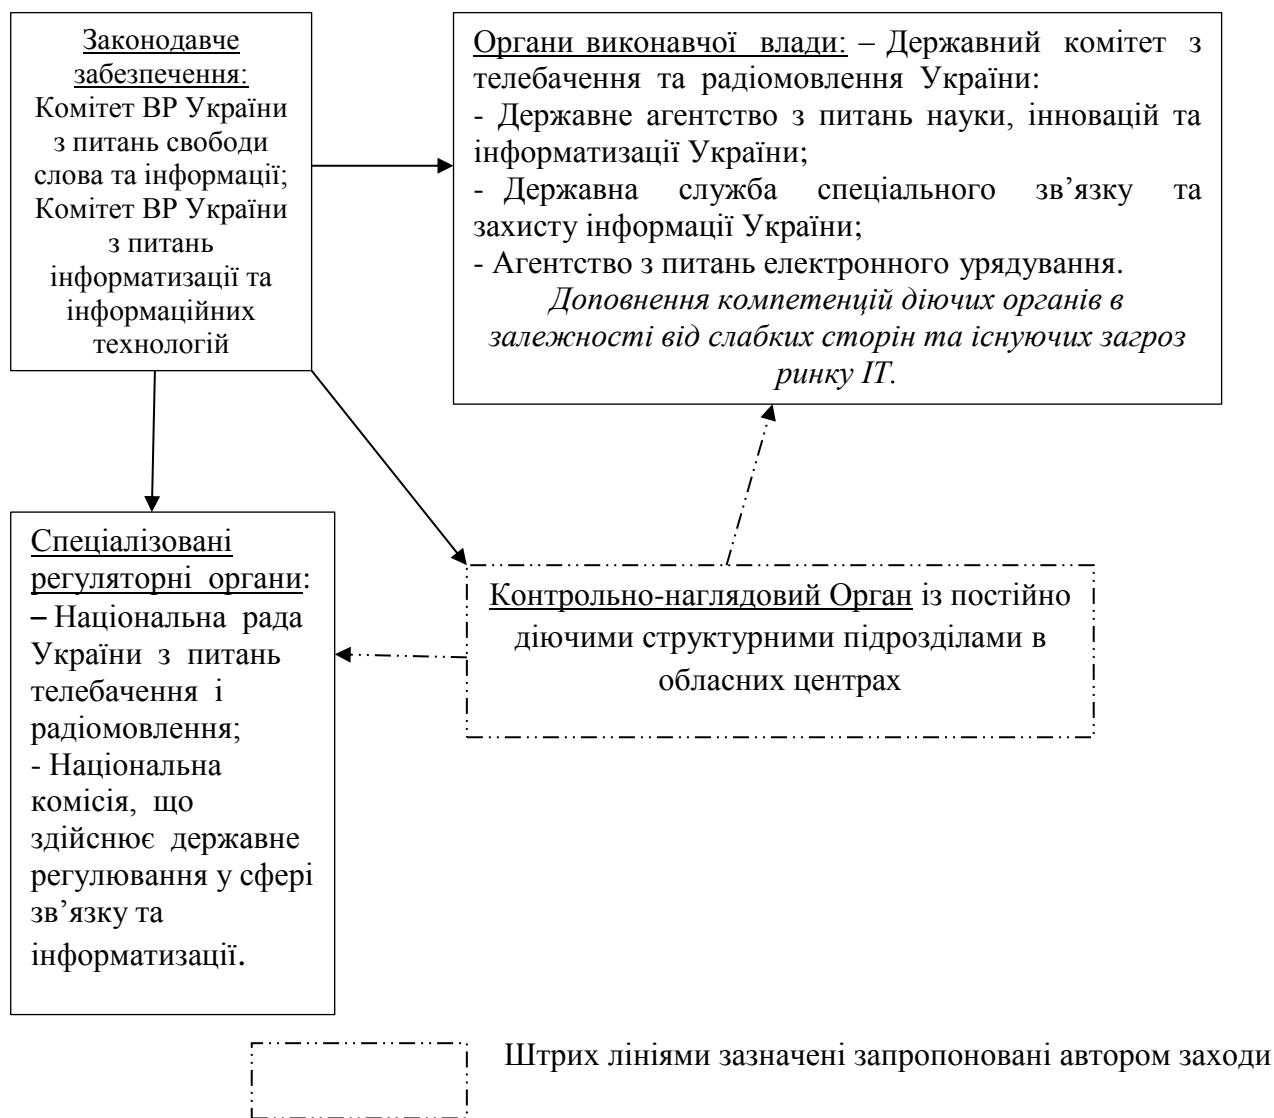 Законодавче
забезпечення:
Комітет ВР України
з питань свободи
слова та інформації;
Комітет ВР України
з питань
інформатизації та
інформаційних
технологій
Органи виконавчої влади: – Державний комітет з
телебачення та радіомовлення України:
- Державне агентство з питань науки, інновацій та
інформатизації України;
- Державна служба спеціального зв’язку та
захисту інформації України;
- Агентство з питань електронного урядування.
Доповнення компетенцій діючих органів в
залежності від слабких сторін та існуючих загроз
ринку ІТ.
Спеціалізовані
регуляторні органи:
– Національна рада
України з питань
телебачення і
радіомовлення;
- Національна
комісія, що
здійснює державне
регулювання у сфері
зв’язку та
інформатизації.
Контрольно-наглядовий Орган із постійно
діючими структурними підрозділами в
обласних центрах
Штрих лініями зазначені запропоновані автором заходи